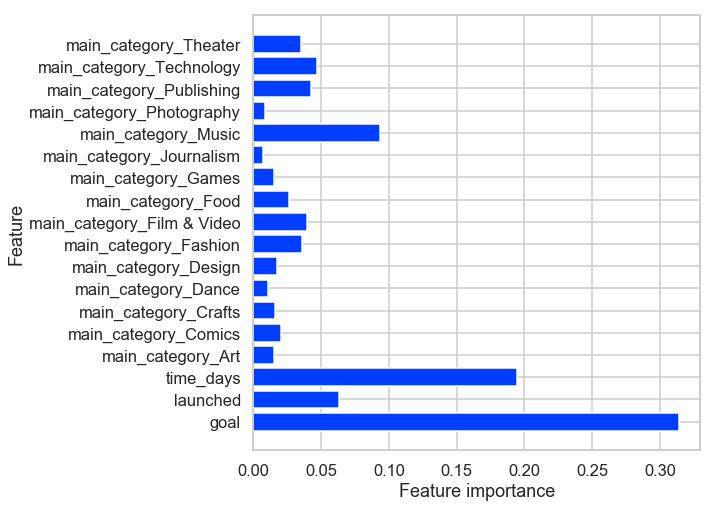 main_category_Theater
main_category_Technology
main_category_Publishing
main_category_Photography
main_category_Music
main_category_Journalism
main_category_Games
main_category_Food
main_category_Film & Video
main_category_Fashion
main_category_Design
main_category_Dance
main_category_Crafts
main_category_Comics
main_category_Art
time_days
launched
goal
Feature
0.00 0.05 0.10 0.15 0.20 0.25 0.30
Feature importance